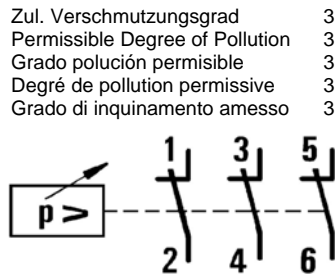 Zul. Verschmutzungsgrad 3
Permissible Degree of Pollution 3
Grado polución permisible 3
Degré de pollution permissive 3
Grado di inquinamento amesso 3
1 3 5
p >
2 4 6